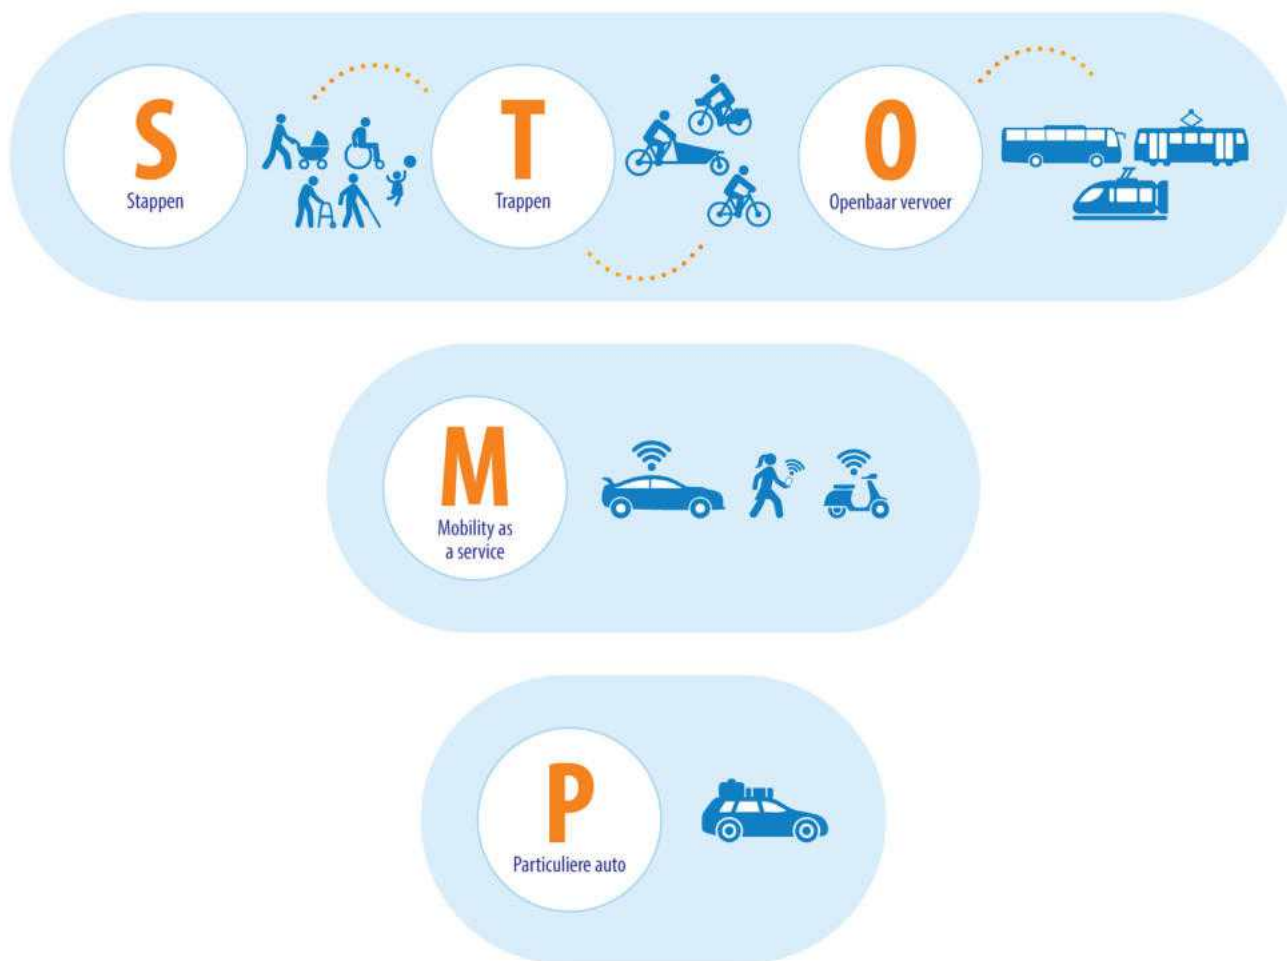 S
Stappen
T
Trappen
O
Openbaar vervoer
M
Mobility as
a service
P
Particuliere auto